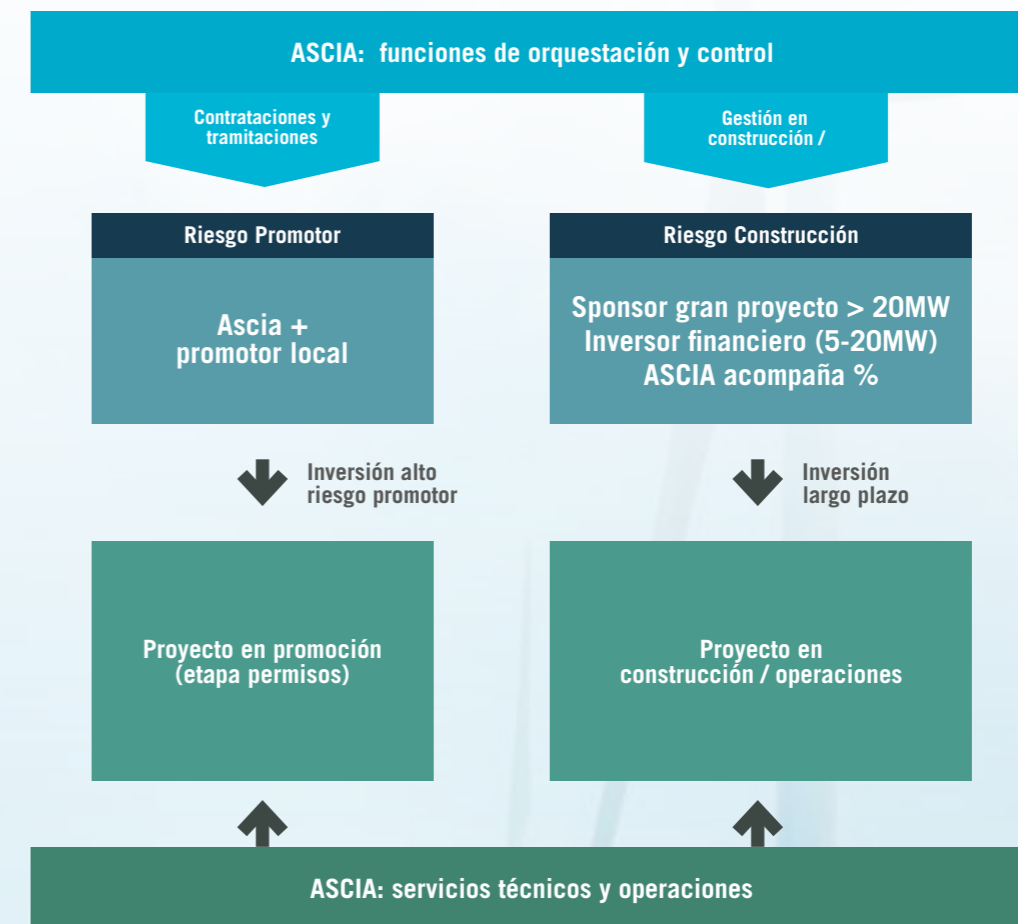 ASCIA: funciones de orquestación y control
Contrataciones y
tramitaciones
Gestión en
construcción /
Riesgo Promotor
Ascia +
promotor local
Riesgo Construcción
Sponsor gran proyecto > 20MW
Inversor financiero (5-20MW)
ASCIA acompaña %
Inversión alto
riesgo promotor
Inversión
largo plazo
Proyecto en promoción
(etapa permisos)
Proyecto en
construcción / operaciones
ASCIA: servicios técnicos y operaciones